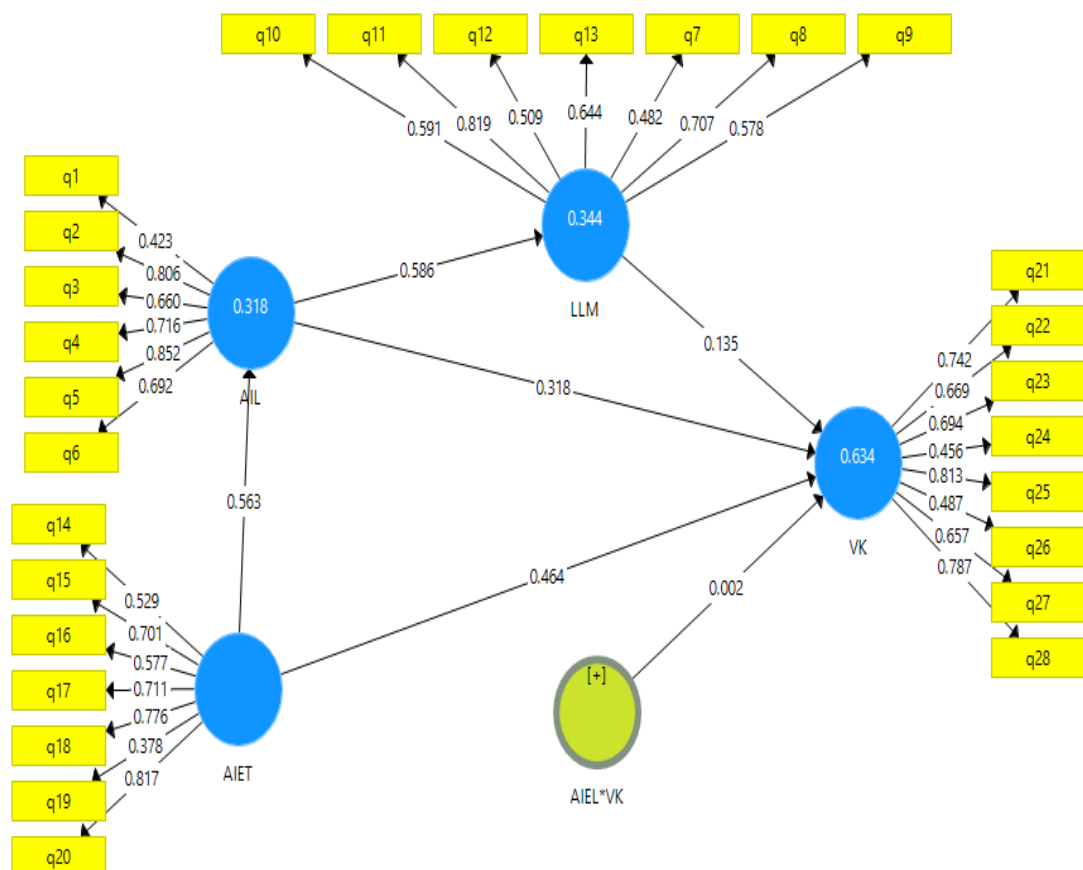 q10
q11
q12
q13
q7
q8
q9
0.591
0.819
0.509
0.644
0.482
0.707
0.578
q1
q2
q3
q4
q5
q6
0.423
0.806
0.660
0.716
0.852
0.692
0.318
AIL
0.586
0.344
LLM
0.135
0.318
0.563
q14
q15
q16
q17
q18
q19
q20
0.529
0.701
0.577
0.711
0.776
0.378
0.817
AIET
0.464
[+]
AIEL*VK
0.002
0.634
VK
0.742
0.669
0.694
0.456
0.813
0.487
0.657
0.787
q21
q22
q23
q24
q25
q26
q27
q28